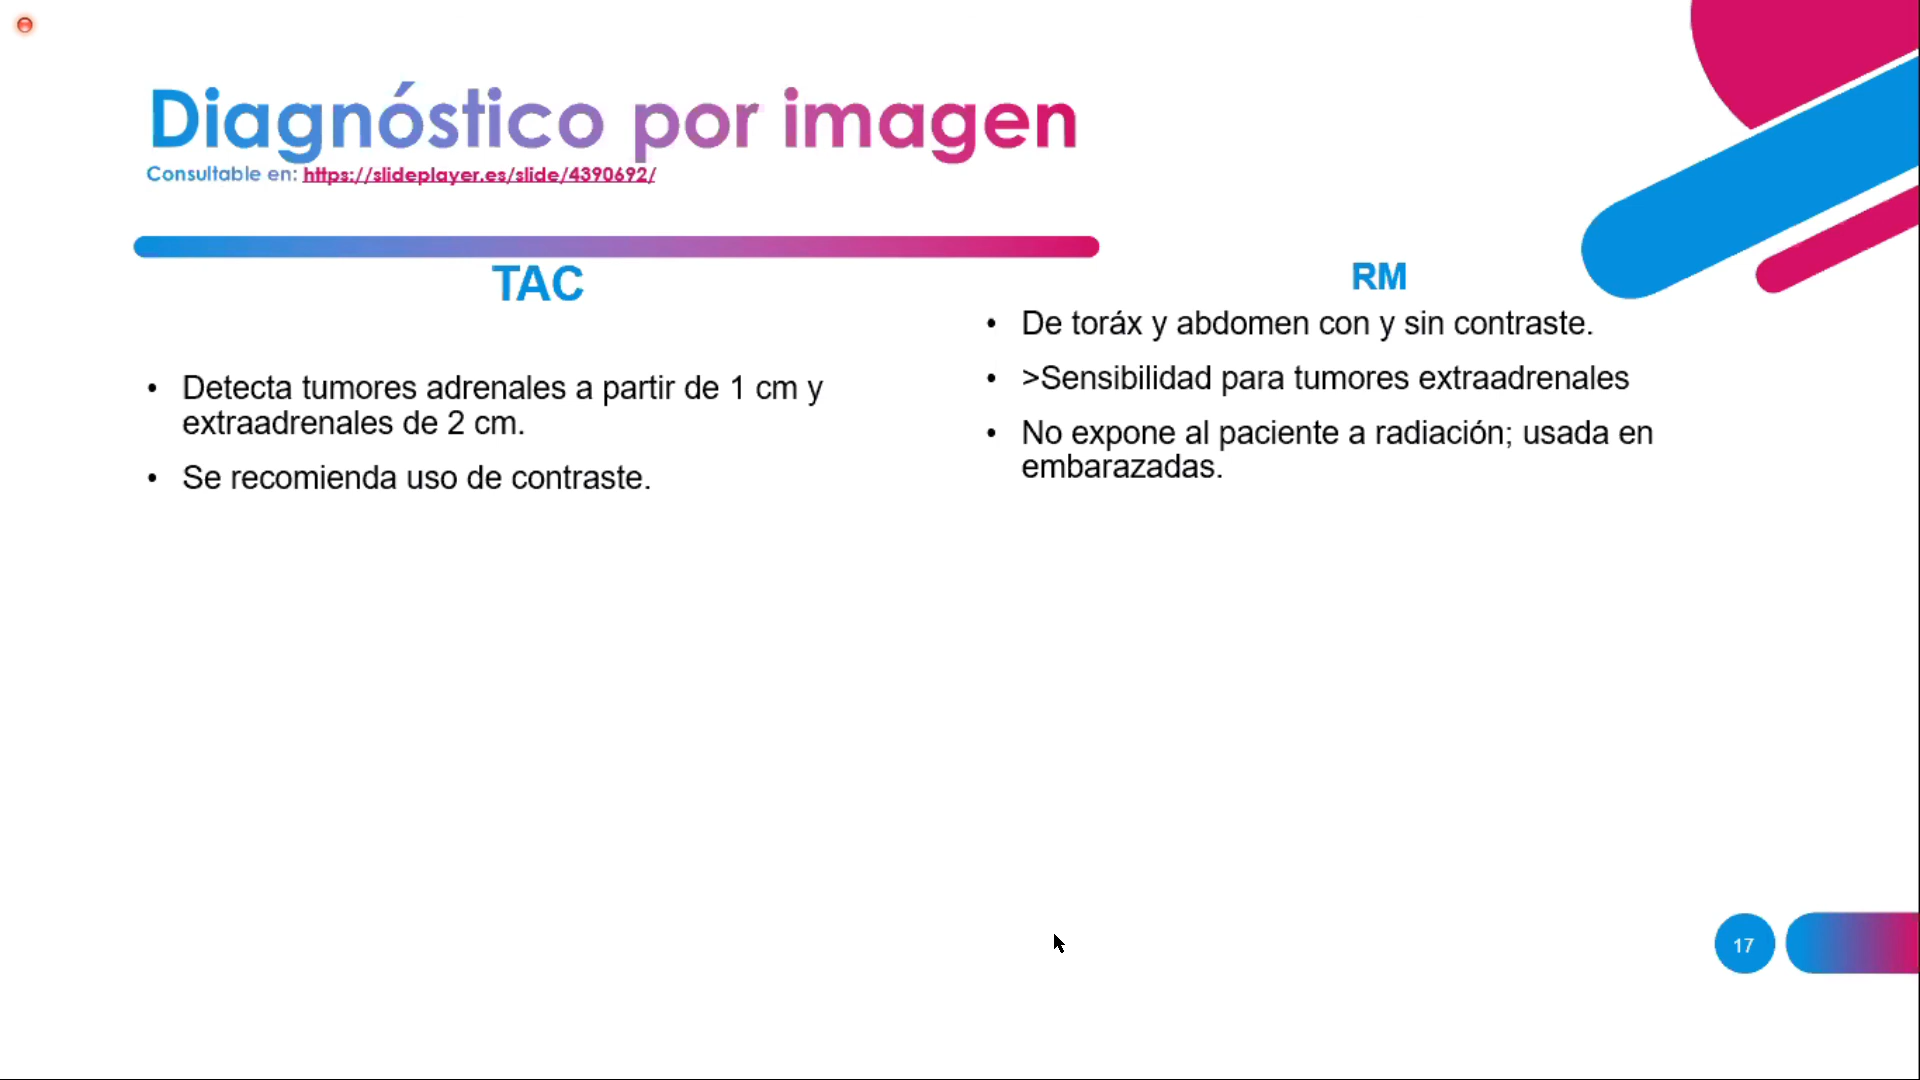 Diagnóstico por imagen
Consultable en: https://slideplayer.es/slide/4390692/
TAC
• Detecta tumores adrenales a partir de 1 cm y
extraadrenales de 2 cm.
• Se recomienda uso de contraste.
RM
• De toráx y abdomen con y sin contraste.
• >Sensibilidad para tumores extraadrenales
• No expone al paciente a radiación; usada en
embarazadas.
17